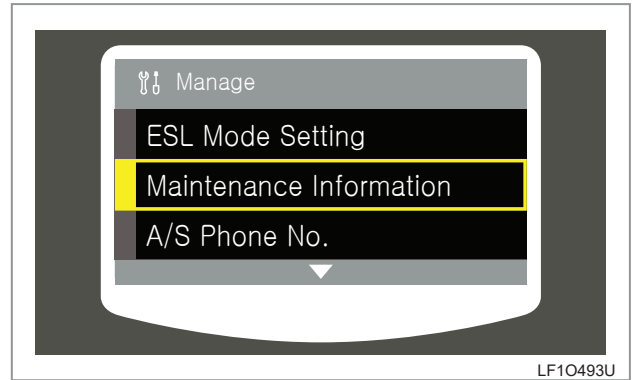 Manage
ESL Mode Setting
Maintenance Information
A/S Phone No.
LF1O493U